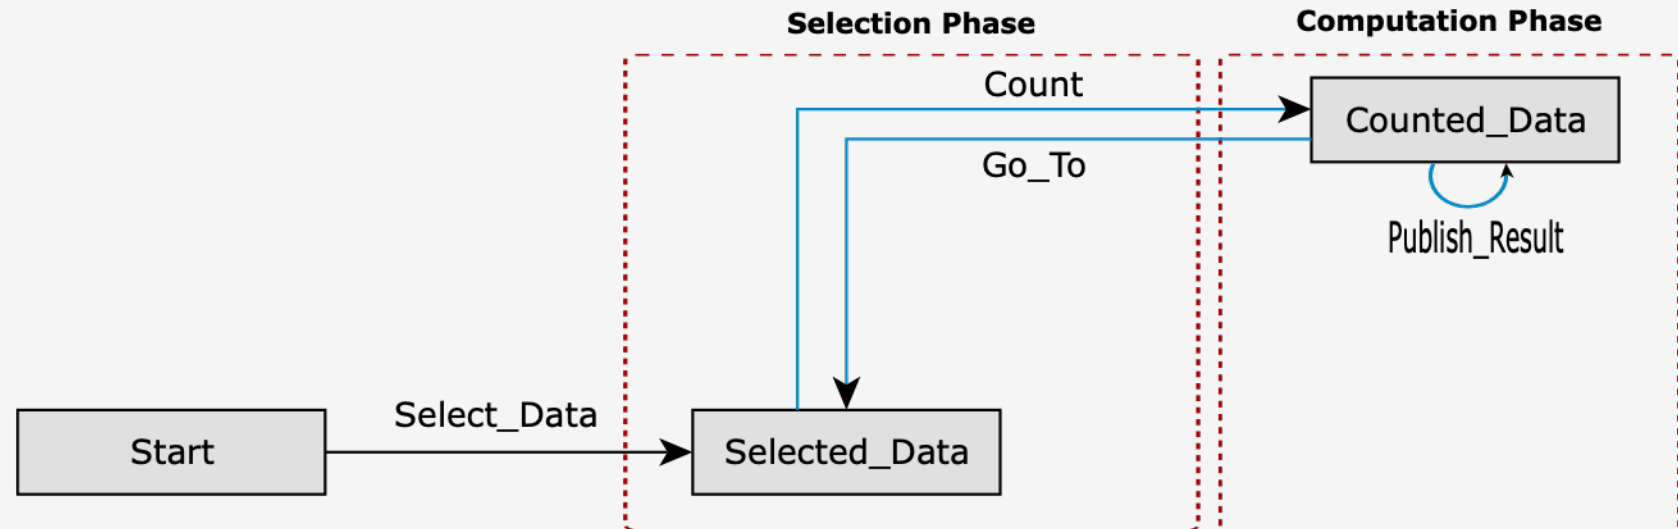 Selection Phase
Computation Phase
Count
Counted_Data
Go_To
Publish_Result
Select_Data
Start
Selected_Data